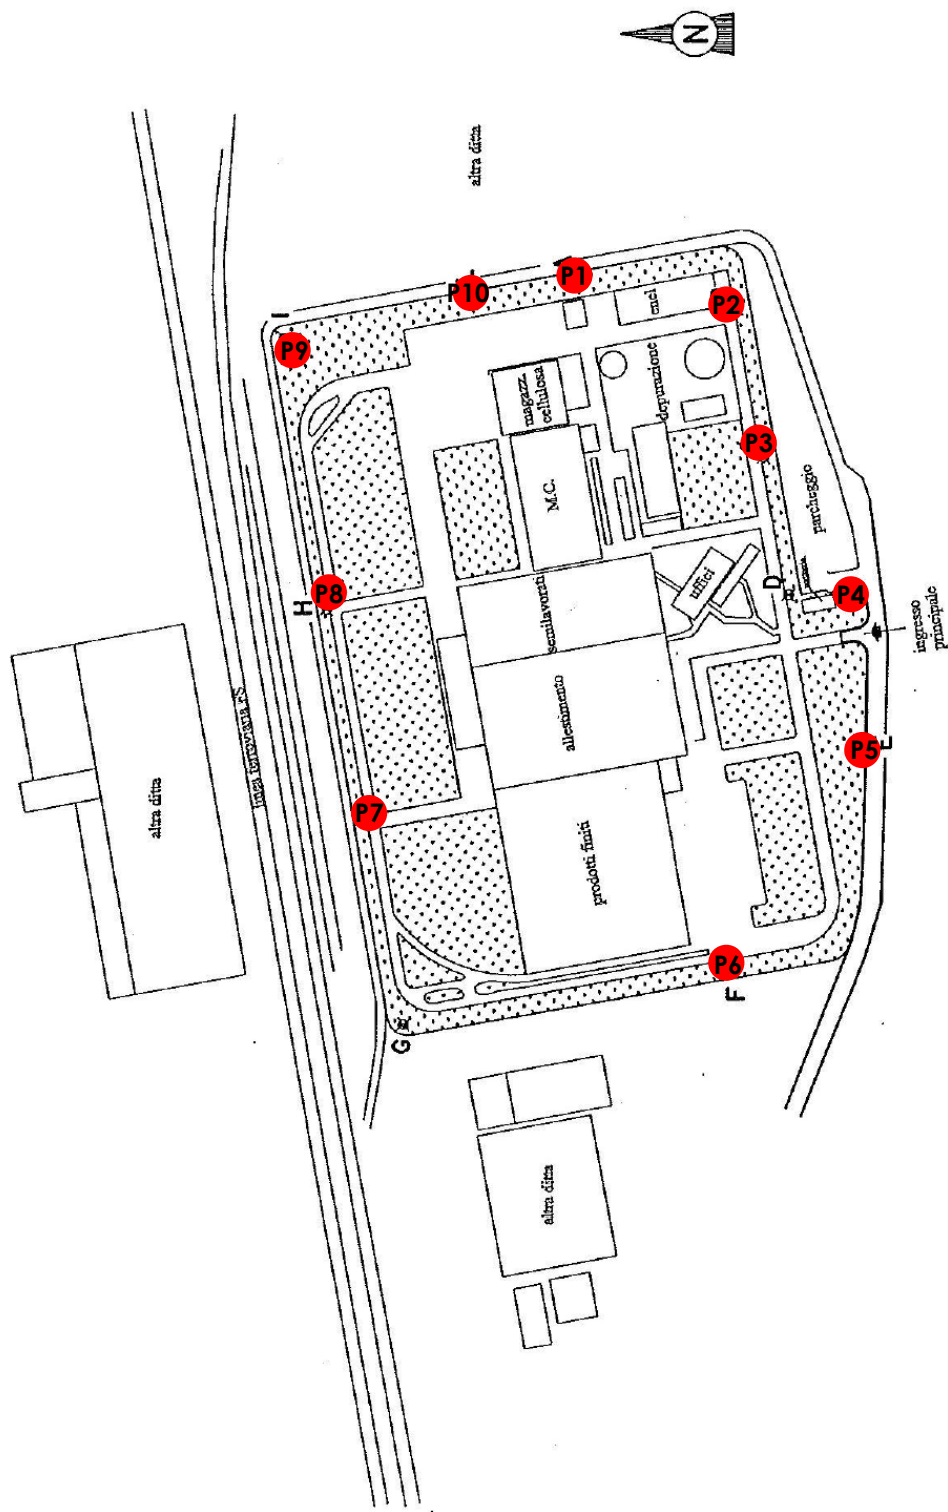 N
altra ditta
P1
P10
P2
enel
I
P9
magazz.
cellulosa
depurazione
P3
M.C.
parcheggio
uffici
D
P4
H
P8
semilavorati
ingresso
principale
altra ditta
linea ferroviaria FS
allestimento
P5
E
P7
prodotti finiti
P6
F
G
altra ditta